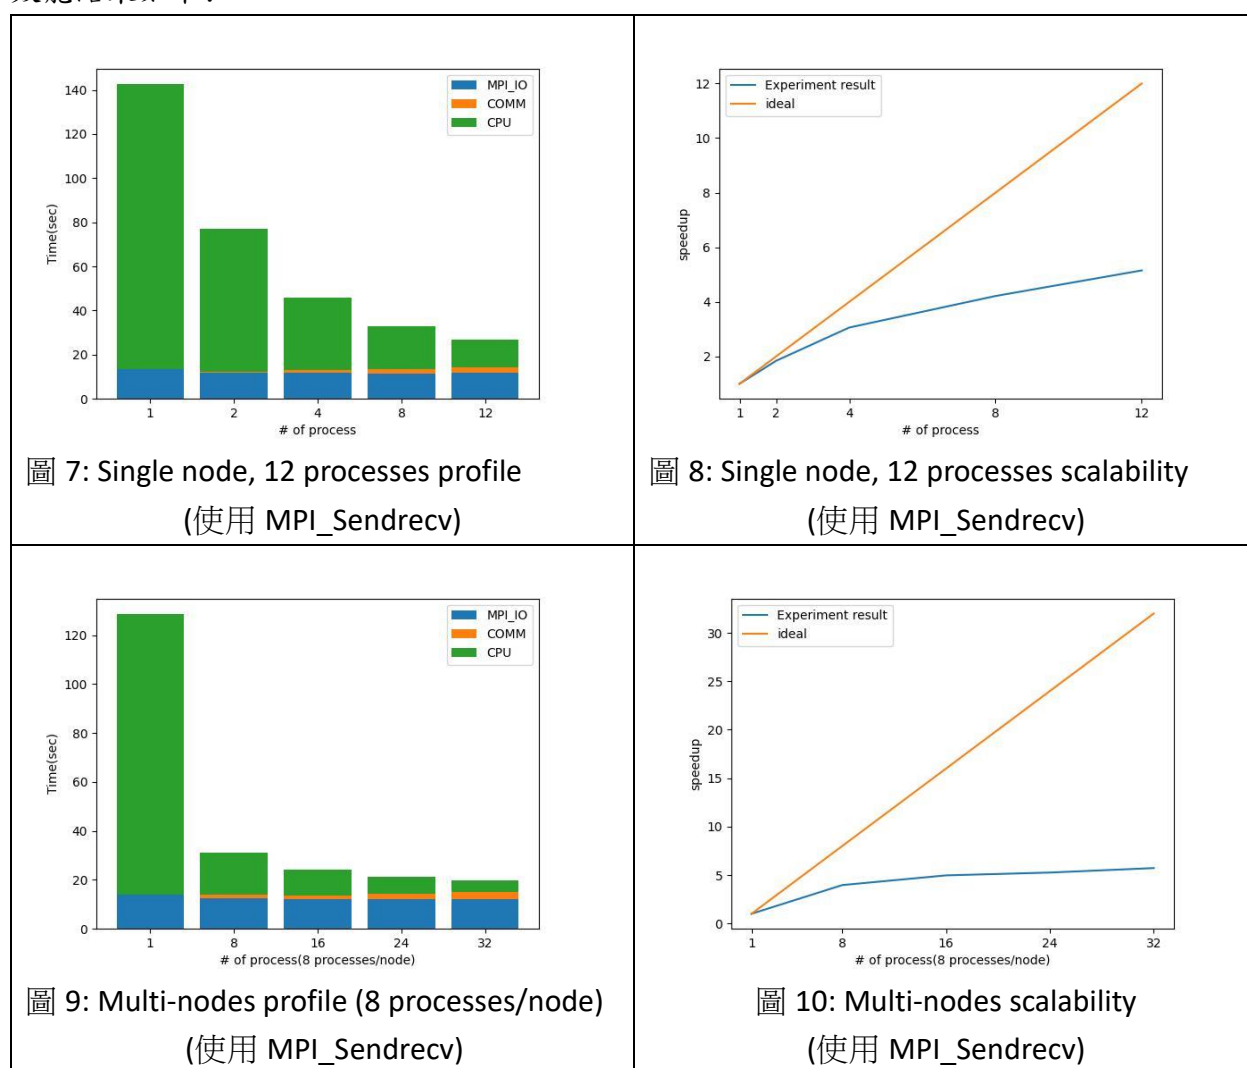 140
120
100
80
60
40
20
0
Time(sec)
MPI_IO
COMM
CPU
1 2 4 8 12
# of process
圖 7: Single node, 12 processes profile
(使用 MPI_Sendrecv)
12
10
8
6
4
2
speedup
Experiment result
ideal
1 2 4 8 12
# of process
圖 8: Single node, 12 processes scalability
(使用 MPI_Sendrecv)
120
100
80
60
40
20
0
Time(sec)
MPI_IO
COMM
CPU
1 8 16 24 32
# of process(8 processes/node)
圖 9: Multi-nodes profile (8 processes/node)
(使用 MPI_Sendrecv)
30
25
20
15
10
5
0
speedup
Experiment result
ideal
1 8 16 24 32
# of process(8 processes/node)
圖 10: Multi-nodes scalability
(使用 MPI_Sendrecv)